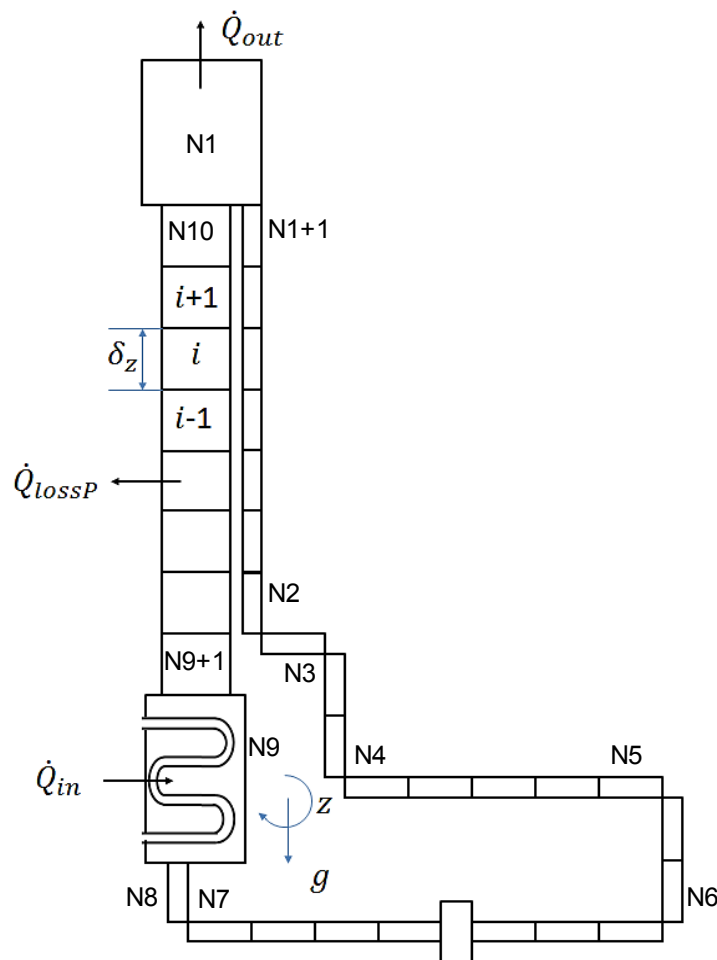 Q̇out
N1
N10
N1+1
i+1
δz
i
i-1
Q̇lossP
N2
N3
N9+1
N9
N4
N5
Q̇in
z
g
N8
N7
N6